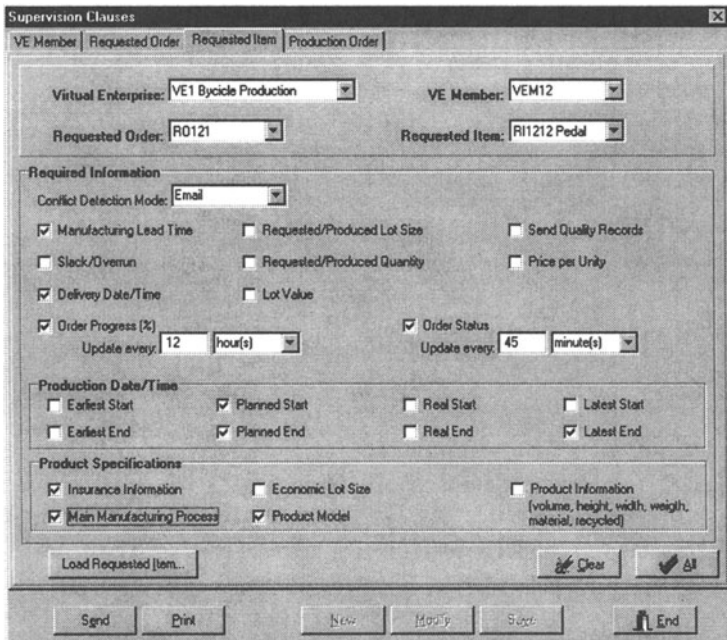 Supervision Clauses
VE Member Requested Order Requested Item Production Order
Virtual Enterprise: VE1 Bycicle Production VE Member: VEM12
Requested Order: RO121 Requested Item: RI1212 Pedal
Required Information
Conflict Detection Mode: Email
Manufacturing Lead Time Requested/Produced Lot Size Send Quality Records
Slack/Overrun Requested/Produced Quantity Price per Unity
Delivery Date/Time Lot Value
Order Progress (%) Order Status
Update every: 12 hour(s) Update every: 45 minute(s)
Production Date/Time
Earliest Start Planned Start Real Start Latest Start
Earliest End Planned End Real End Latest End
Product Specifications
Insurance Information Economic Lot Size Product Information
(volume, height, width, weigth,
Main Manufacturing Process Product Model material, recycled)
Load Requested Item... Clear All
Send Print New Modify Save End